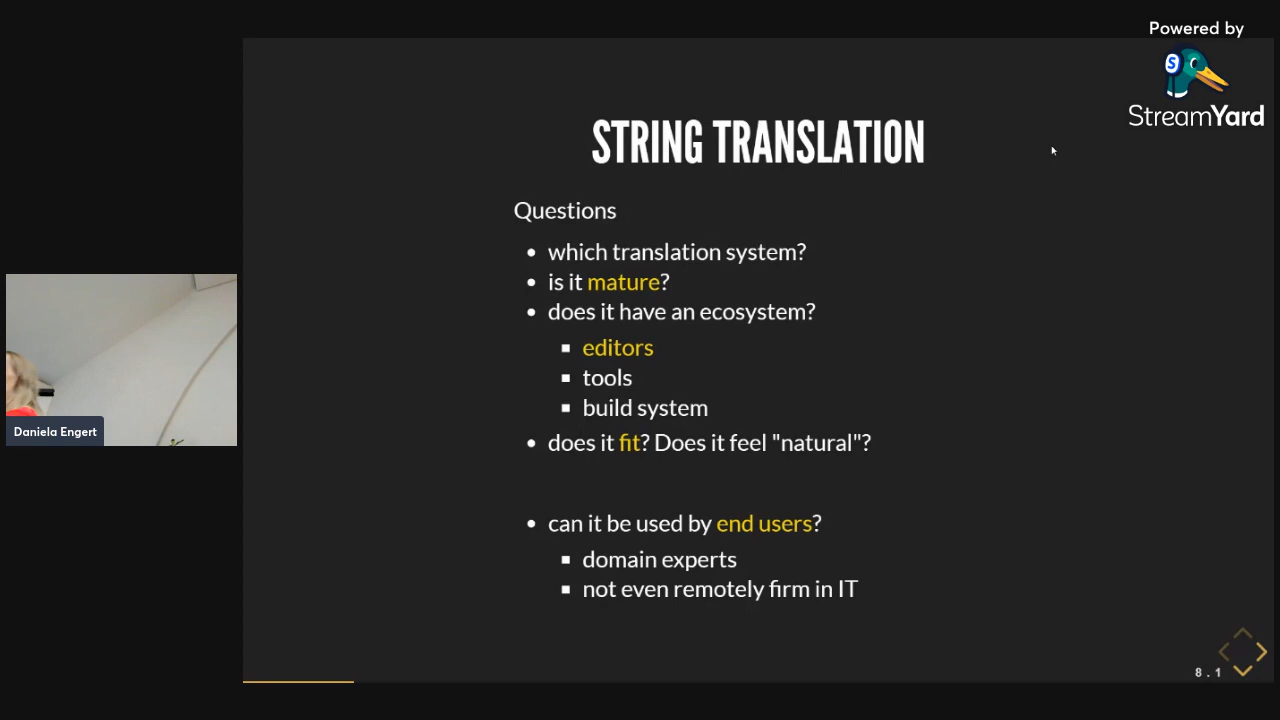 Powered by
S
StreamYard
STRING TRANSLATION
Questions
• which translation system?
• is it mature?
• does it have an ecosystem?
▪ editors
▪ tools
▪ build system
• does it fit? Does it feel "natural"?
• can it be used by end users?
▪ domain experts
▪ not even remotely firm in IT
Daniela Engert
8 . 1